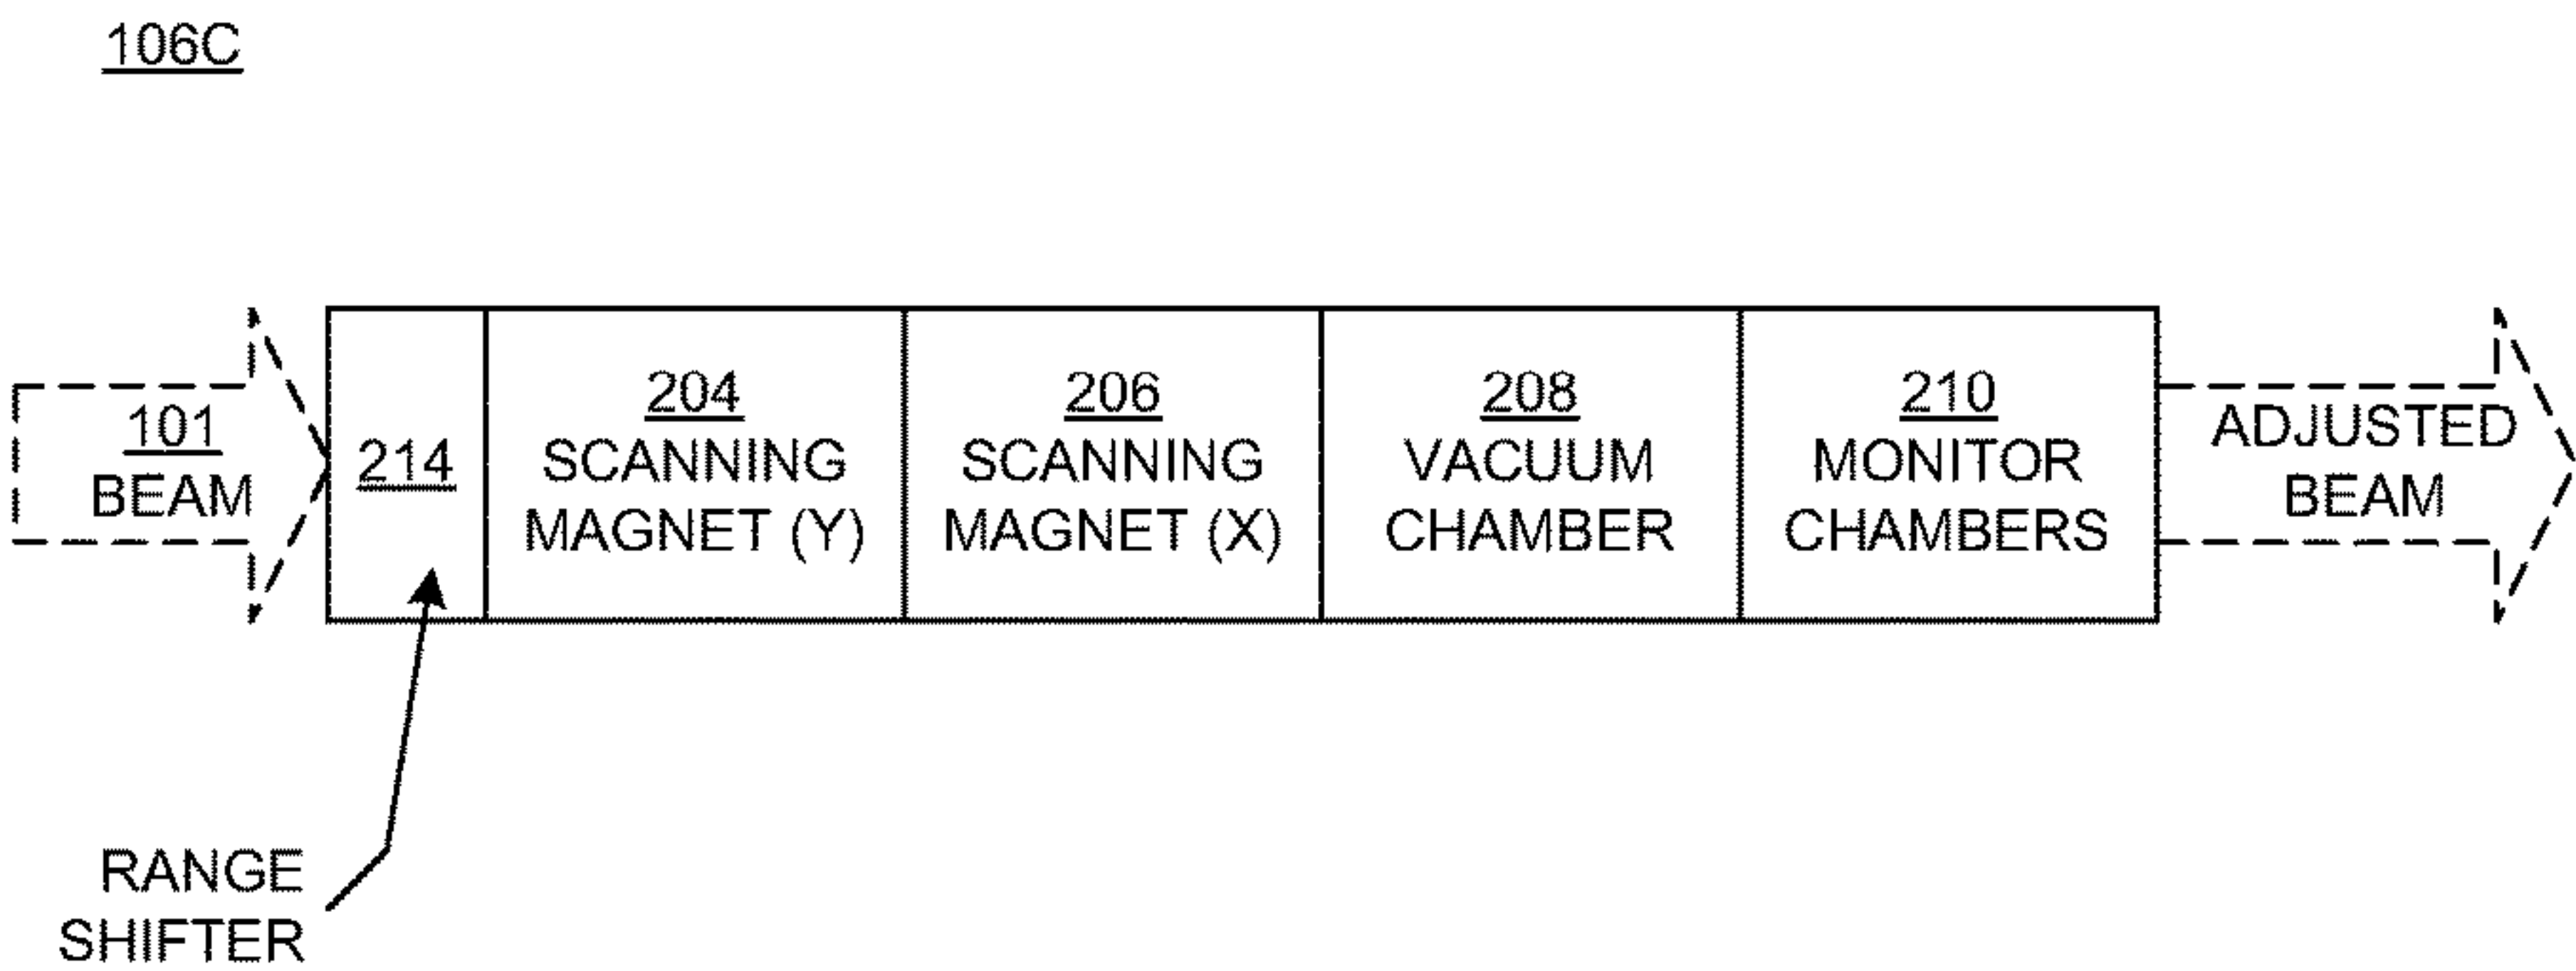 106C
101
BEAM
214
204
SCANNING
MAGNET (Y)
206
SCANNING
MAGNET (X)
208
VACUUM
CHAMBER
210
MONITOR
CHAMBERS
ADJUSTED
BEAM
RANGE
SHIFTER